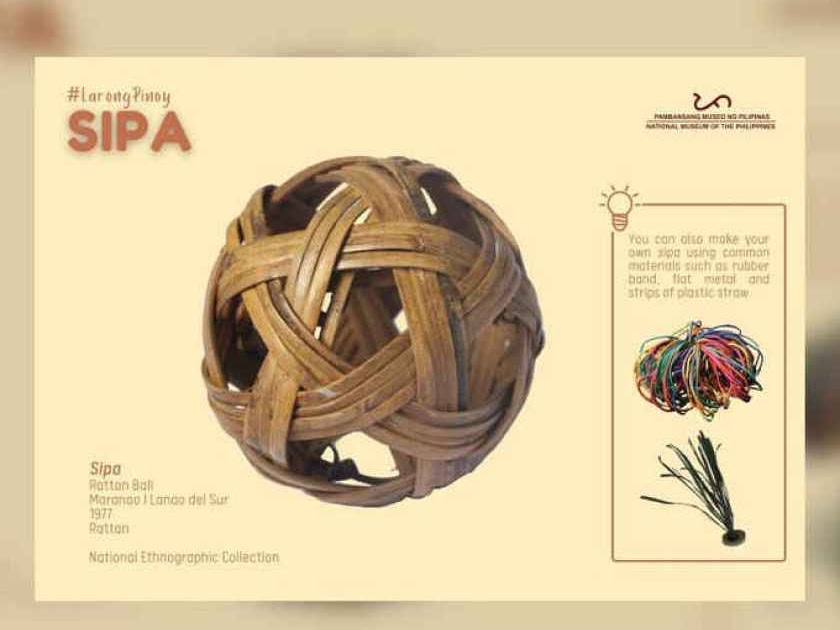 #LarongPinoy
SIPA
PAMBANSANG MUSEO NG PILIPINAS
NATIONAL MUSEUM OF THE PHILIPPINES
You can also make your
own sipa using common
materials such as rubber
band, flat metal and
strips of plastic straw
Sipa
Rattan Ball
Maranao | Lanao del Sur
1977
Rattan
National Ethnographic Collection